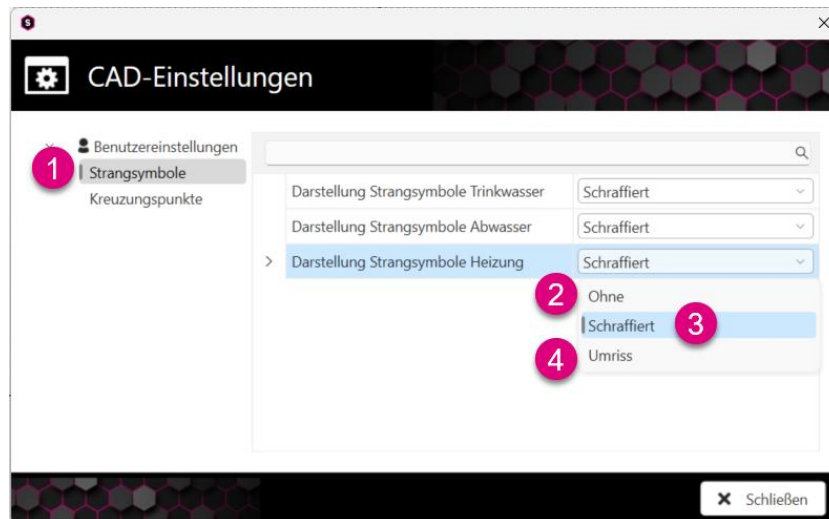 S
CAD-Einstellungen
1
Benutzereinstellungen
Strangsymbole
Kreuzungspunkte
Darstellung Strangsymbole Trinkwasser Schraffiert
Darstellung Strangsymbole Abwasser Schraffiert
Darstellung Strangsymbole Heizung Schraffiert
2 Ohne
Schraffiert 3
4 Umriss
Schließen